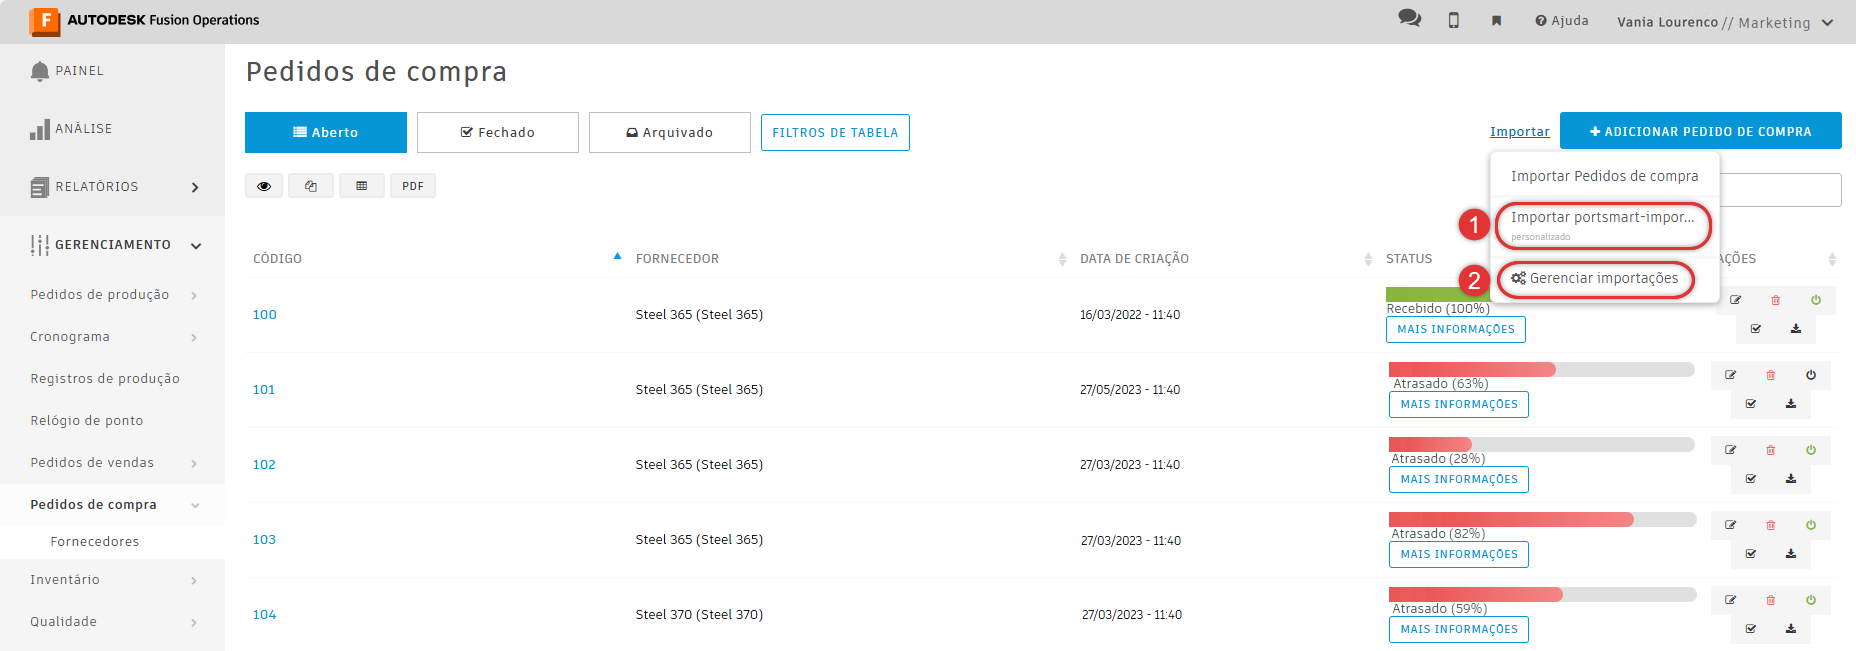 F AUTODESK Fusion Operations
Ajuda
Vania Lourenco // Marketing
PAINEL
ANÁLISE
RELATÓRIOS
GERENCIAMENTO
Pedidos de produção
Cronograma
Registros de produção
Relógio de ponto
Pedidos de vendas
Pedidos de compra
Fornecedores
Inventário
Qualidade
Pedidos de compra
Aberto
Fechado
Arquivado
FILTROS DE TABELA
Importar
ADICIONAR PEDIDO DE COMPRA
PDF
Importar Pedidos de compra
1
Importar portsmart-impor...
personalizado
2
Gerenciar importações
CÓDIGO FORNECEDOR DATA DE CRIAÇÃO STATUS AÇÕES
100 Steel 365 (Steel 365) 16/03/2022 - 11:40 Recebido (100%)
MAIS INFORMAÇÕES
101 Steel 365 (Steel 365) 27/05/2023 - 11:40 Atrasado (63%)
MAIS INFORMAÇÕES
102 Steel 365 (Steel 365) 27/03/2023 - 11:40 Atrasado (28%)
MAIS INFORMAÇÕES
103 Steel 365 (Steel 365) 27/03/2023 - 11:40 Atrasado (82%)
MAIS INFORMAÇÕES
104 Steel 370 (Steel 370) 27/03/2023 - 11:40 Atrasado (59%)
MAIS INFORMAÇÕES